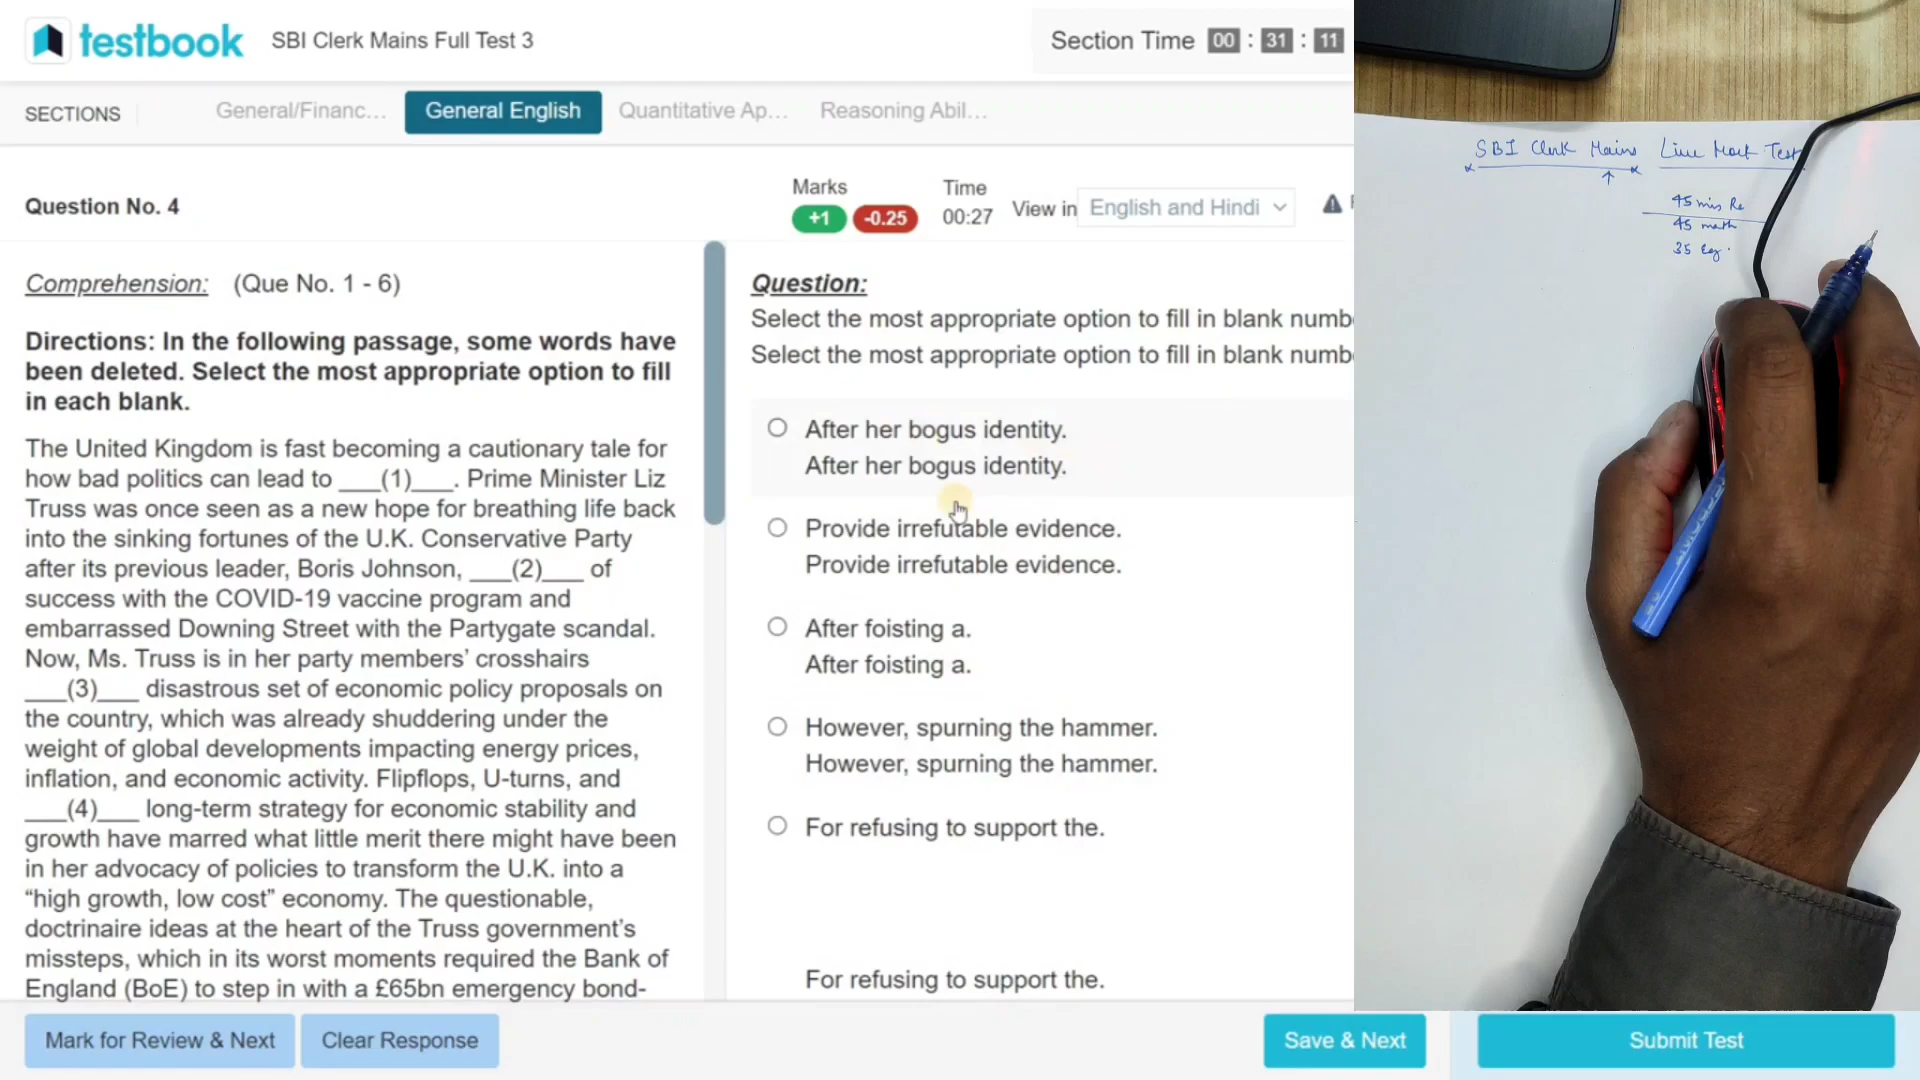 testbook
SBI Clerk Mains Full Test 3
Section Time 00 : 31 : 11
SECTIONS
General/Financ...
General English
Quantitative Ap...
Reasoning Abil...
Question No. 4
Marks
+1 -0.25
Time
00:27
View in English and Hindi
Comprehension: (Que No. 1 - 6)
Directions: In the following passage, some words have
been deleted. Select the most appropriate option to fill
in each blank.
The United Kingdom is fast becoming a cautionary tale for
how bad politics can lead to ___(1)___. Prime Minister Liz
Truss was once seen as a new hope for breathing life back
into the sinking fortunes of the U.K. Conservative Party
after its previous leader, Boris Johnson, ___(2)___ of
success with the COVID-19 vaccine program and
embarrassed Downing Street with the Partygate scandal.
Now, Ms. Truss is in her party members’ crosshairs
___(3)___ disastrous set of economic policy proposals on
the country, which was already shuddering under the
weight of global developments impacting energy prices,
inflation, and economic activity. Flipflops, U-turns, and
___(4)___ long-term strategy for economic stability and
growth have marred what little merit there might have been
in her advocacy of policies to transform the U.K. into a
“high growth, low cost” economy. The questionable,
doctrinaire ideas at the heart of the Truss government’s
missteps, which in its worst moments required the Bank of
England (BoE) to step in with a £65bn emergency bond-
Question:
Select the most appropriate option to fill in blank numb
Select the most appropriate option to fill in blank numb
After her bogus identity.
After her bogus identity.
Provide irrefutable evidence.
Provide irrefutable evidence.
After foisting a.
After foisting a.
However, spurning the hammer.
However, spurning the hammer.
For refusing to support the.
For refusing to support the.
Mark for Review & Next
Clear Response
Save & Next
Submit Test
SBI Clerk Mains Live Mock Test
45 min Re
45 math
35 Eng.